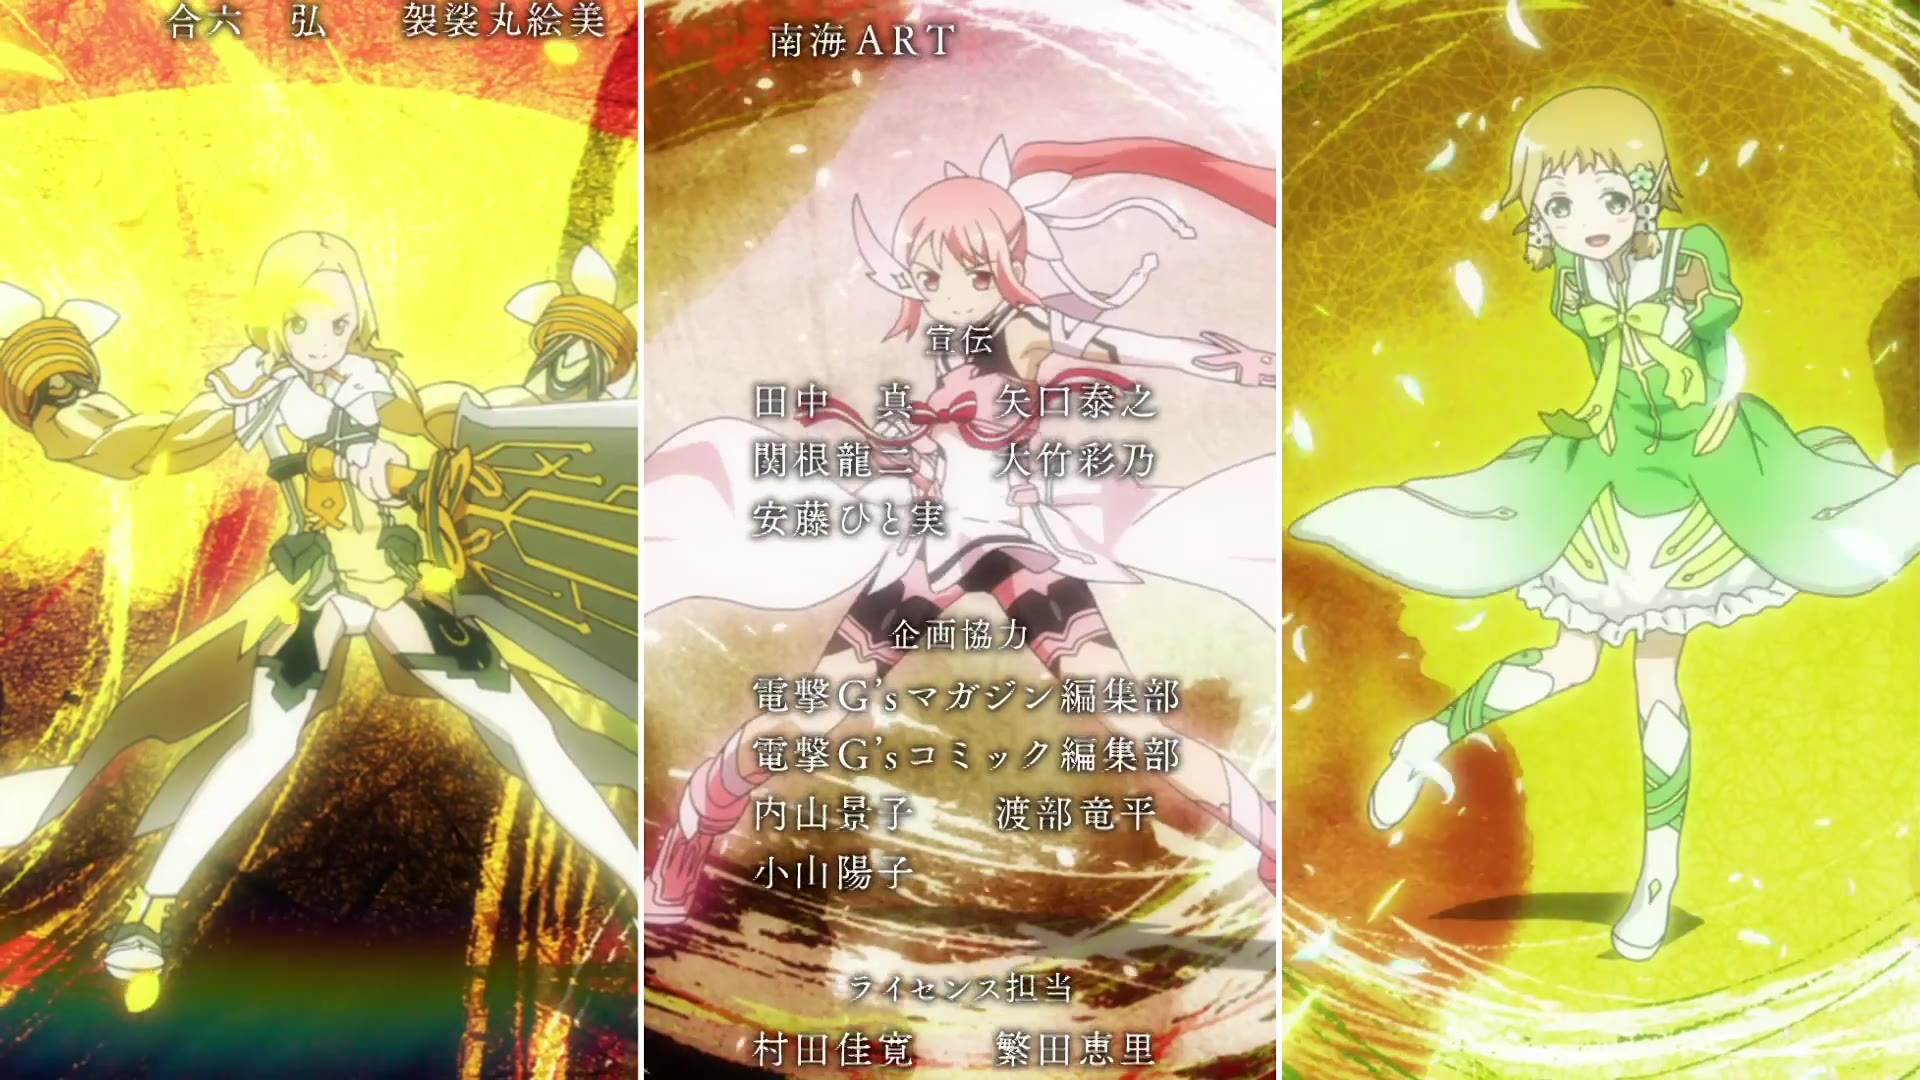 合六 弘 袈裟丸絵美
南海ART
宣伝
田中 真 矢口泰之
関根龍二 大竹彩乃
安藤ひと実
企画協力
電撃G'sマガジン編集部
電撃G'sコミック編集部
内山景子 渡部竜平
小山陽子
ライセンス担当
村田佳寛 繁田恵里